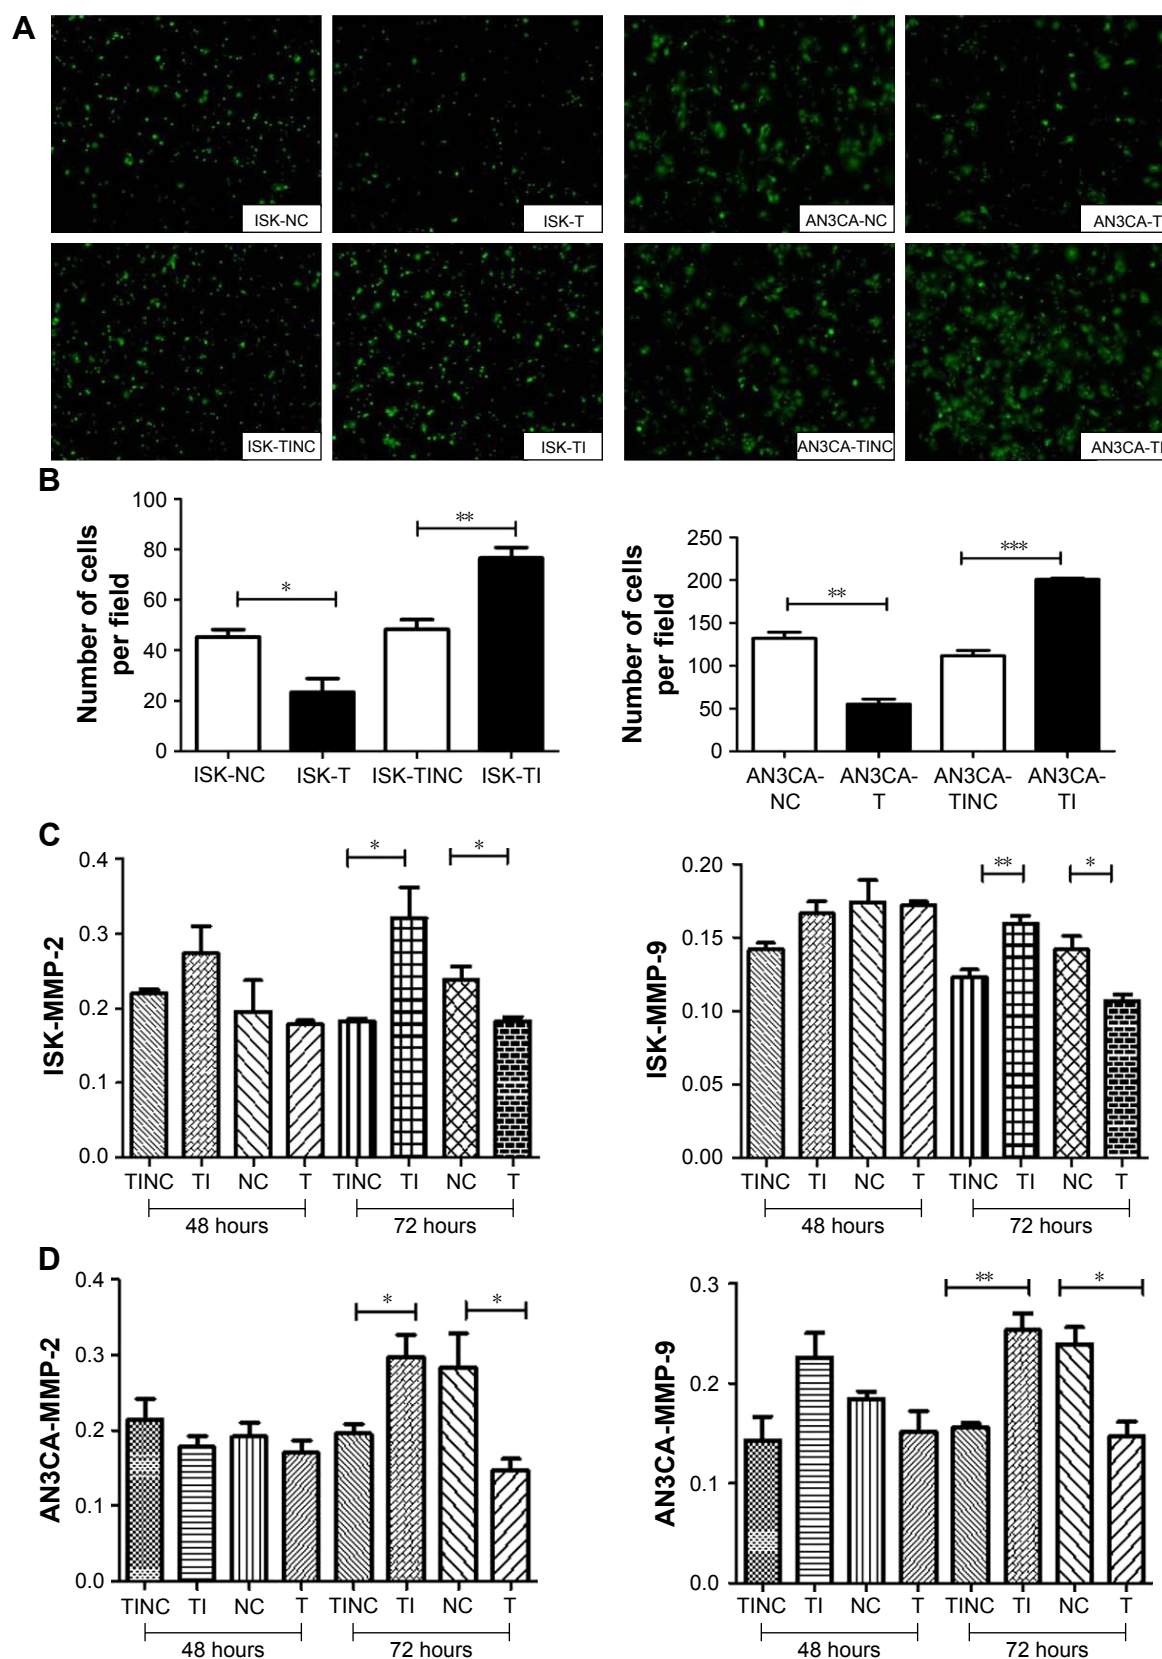 A
ISK-NC
ISK-T
AN3CA-NC
AN3CA-T
ISK-TINC
ISK-TI
AN3CA-TINC
AN3CA-TI
B
Number of cells
per field
100
80
60
40
20
0
*
**
ISK-NC ISK-T ISK-TINC ISK-TI
Number of cells
per field
250
200
150
100
50
0
**
***
AN3CA-
NC
AN3CA-
T
AN3CA-
TINC
AN3CA-
TI
C
ISK-MMP-2
0.4
0.3
0.2
0.1
0.0
*
*
TINC TI NC T TINC TI NC T
48 hours 72 hours
ISK-MMP-9
0.20
0.15
0.10
0.05
0.00
**
*
TINC TI NC T TINC TI NC T
48 hours 72 hours
D
AN3CA-MMP-2
0.4
0.3
0.2
0.1
0.0
*
*
TINC TI NC T TINC TI NC T
48 hours 72 hours
AN3CA-MMP-9
0.3
0.2
0.1
0.0
**
*
TINC TI NC T TINC TI NC T
48 hours 72 hours